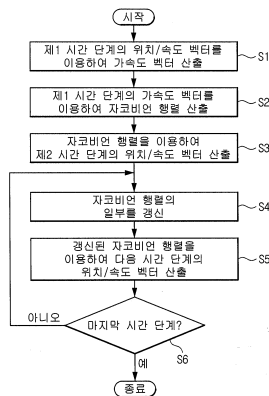 시작
제1 시간 단계의 위치/속도 벡터를
이용하여 가속도 벡터 산출
S1
제1 시간 단계의 가속도 벡터를
이용하여 자코비언 행렬 산출
S2
자코비언 행렬을 이용하여
제2 시간 단계의 위치/속도 벡터 산출
S3
자코비언 행렬의
일부를 갱신
S4
갱신된 자코비언 행렬을
이용하여 다음 시간 단계의
위치/속도 벡터 산출
S5
아니오
마지막 시간 단계?
S6
예
종료